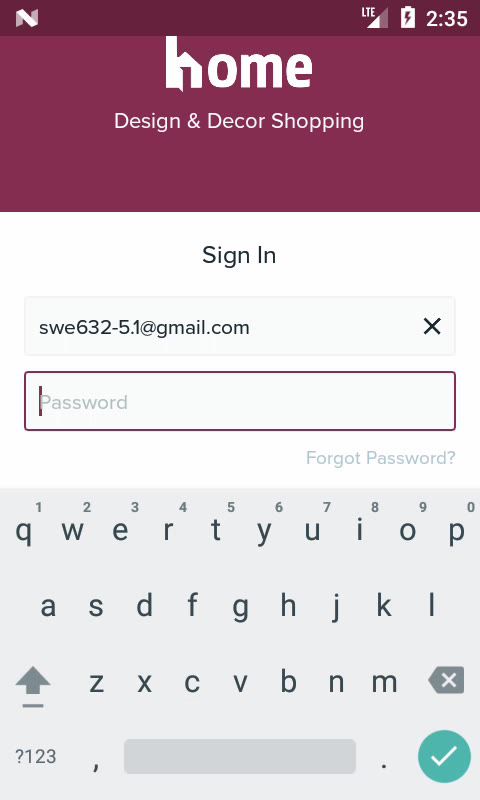 LTE 2:35
home
Design & Decor Shopping
Sign In
swe632-5.1@gmail.com
Password
Forgot Password?
1 2 3 4 5 6 7 8 9 0
q w e r t y u i o p
a s d f g h j k l
z x c v b n m
?123 , .